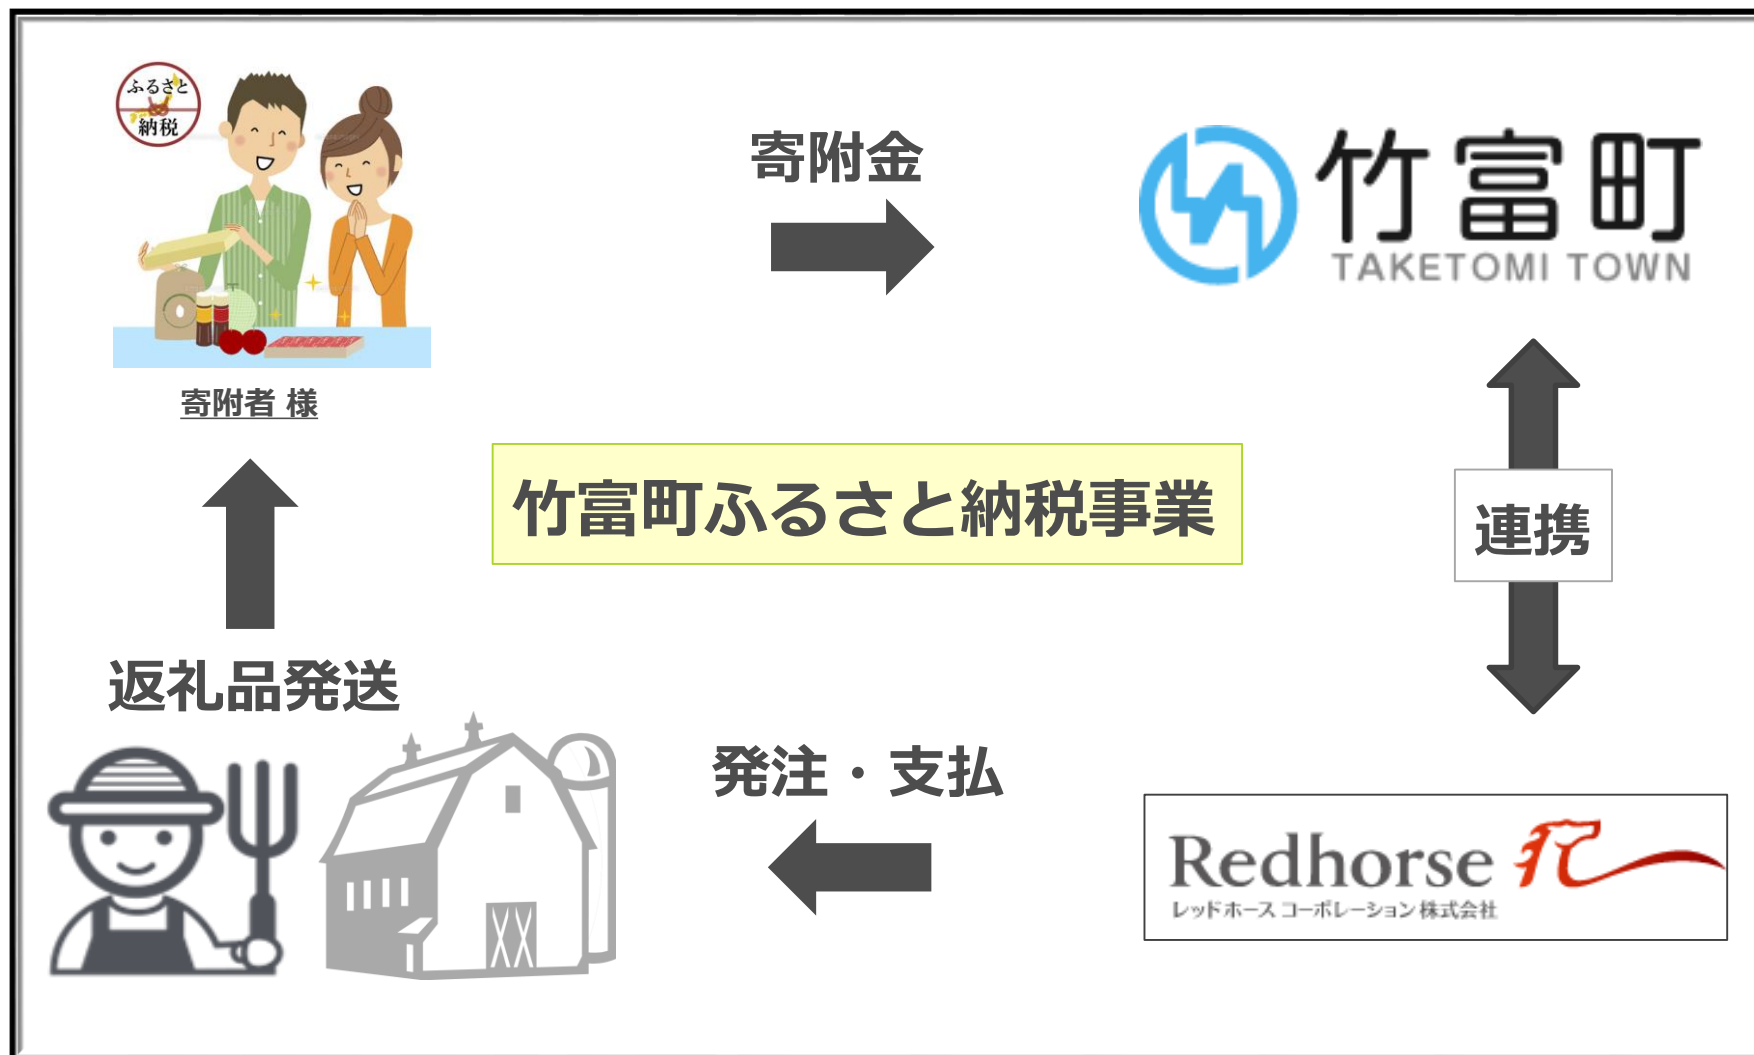 ふるさと
納税
寄附金
竹富町
TAKETOMI TOWN
寄附者 様
竹富町ふるさと納税事業
連携
返礼品発送
発注・支払
Redhorse
レッドホース コーポレーション 株式会社